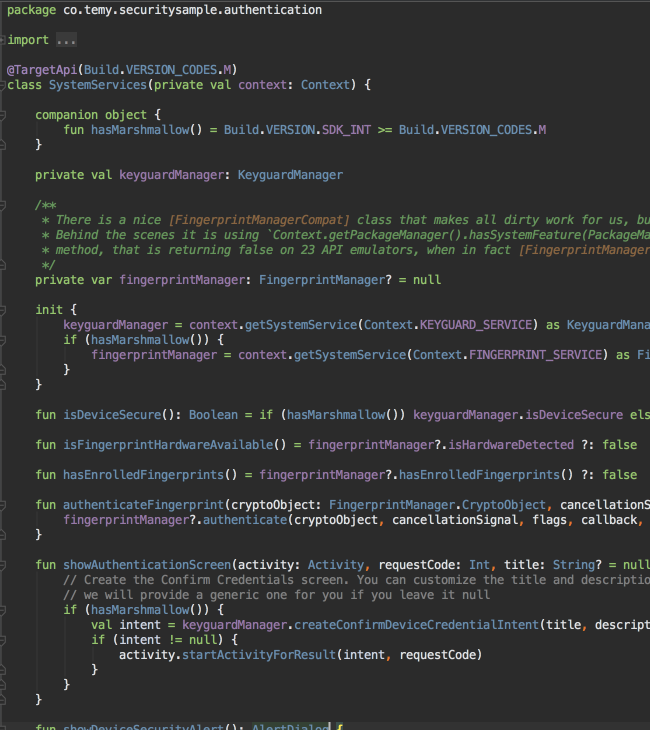 package co.temy.securitysample.authentication
import ...
@TargetApi(Build.VERSION_CODES.M)
class SystemServices(private val context: Context) {
companion object {
fun hasMarshmallow() = Build.VERSION.SDK_INT >= Build.VERSION_CODES.M
}
private val keyguardManager: KeyguardManager
/**
* There is a nice [FingerprintManagerCompat] class that makes all dirty work for us, bu
* Behind the scenes it is using `Context.getPackageManager().hasSystemFeature(PackageMa
* method, that is returning false on 23 API emulators, when in fact [FingerprintManager
*/
private var fingerprintManager: FingerprintManager? = null
init {
keyguardManager = context.getSystemService(Context.KEYGUARD_SERVICE) as KeyguardMana
if (hasMarshmallow()) {
fingerprintManager = context.getSystemService(Context.FINGERPRINT_SERVICE) as Fi
}
}
fun isDeviceSecure(): Boolean = if (hasMarshmallow()) keyguardManager.isDeviceSecure els
fun isFingerprintHardwareAvailable() = fingerprintManager?.isHardwareDetected ?: false
fun hasEnrolledFingerprints() = fingerprintManager?.hasEnrolledFingerprints() ?: false
fun authenticateFingerprint(cryptoObject: FingerprintManager.CryptoObject, cancellationS
fingerprintManager?.authenticate(cryptoObject, cancellationSignal, flags, callback,
}
fun showAuthenticationScreen(activity: Activity, requestCode: Int, title: String? = null
// Create the Confirm Credentials screen. You can customize the title and descriptio
// we will provide a generic one for you if you leave it null
if (hasMarshmallow()) {
val intent = keyguardManager.createConfirmDeviceCredentialIntent(title, descript
if (intent != null) {
activity.startActivityForResult(intent, requestCode)
}
}
}
fun showDeviceSecurityAlert(): AlertDialog {